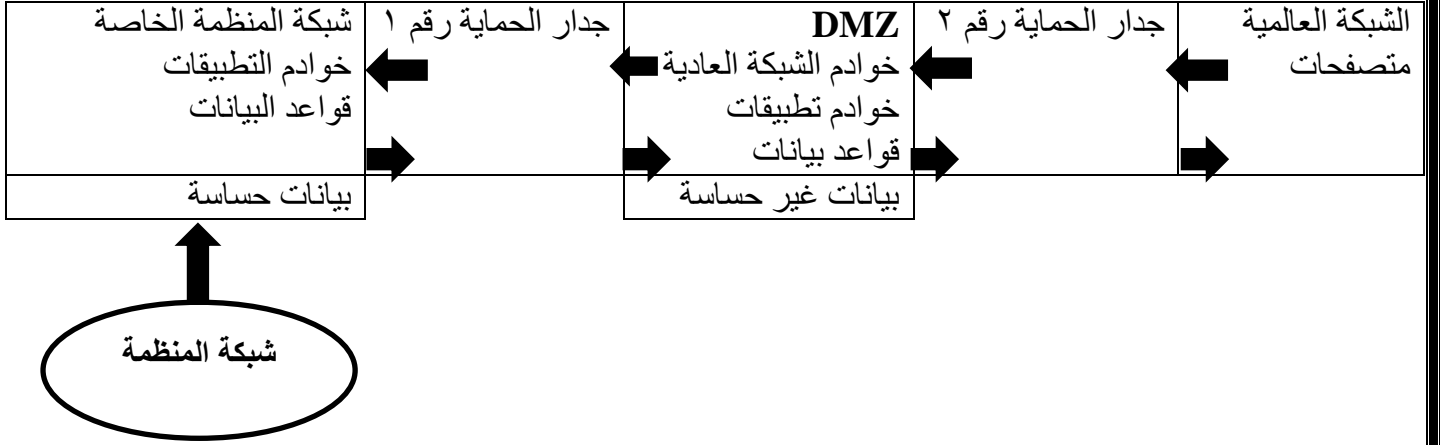 الشبكة العالمية
متصفحات
جدار الحماية رقم ٢
DMZ
خوادم الشبكة العادية
خوادم تطبيقات
قواعد بيانات
بيانات غير حساسة
جدار الحماية رقم ١
شبكة المنظمة الخاصة
خوادم التطبيقات
قواعد البيانات
بيانات حساسة
شبكة المنظمة